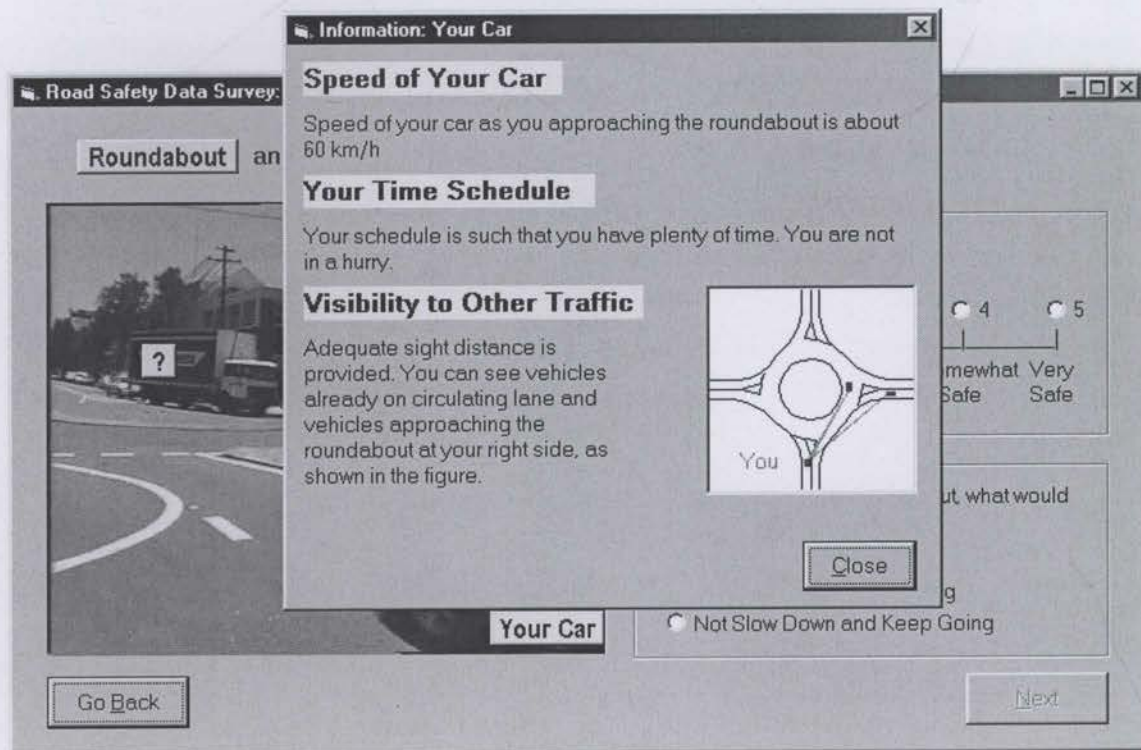 Information: Your Car
Speed of Your Car
Speed of your car as you approaching the roundabout is about
60 km/h
Your Time Schedule
Your schedule is such that you have plenty of time. You are not
in a hurry.
Visibility to Other Traffic
Adequate sight distance is
provided. You can see vehicles
already on circulating lane and
vehicles approaching the
roundabout at your right side, as
shown in the figure.
You
Close
Road Safety Data Survey:
Roundabout an
?
Your Car
4 5
Very
Safe Safe
what would
Not Slow Down and Keep Going
Go Back
Next